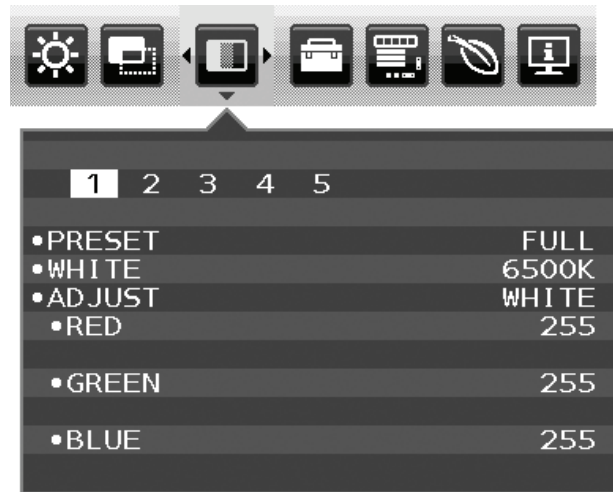 1 2 3 4 5
•PRESET FULL
•WHITE 6500K
•ADJUST WHITE
•RED 255
•GREEN 255
•BLUE 255